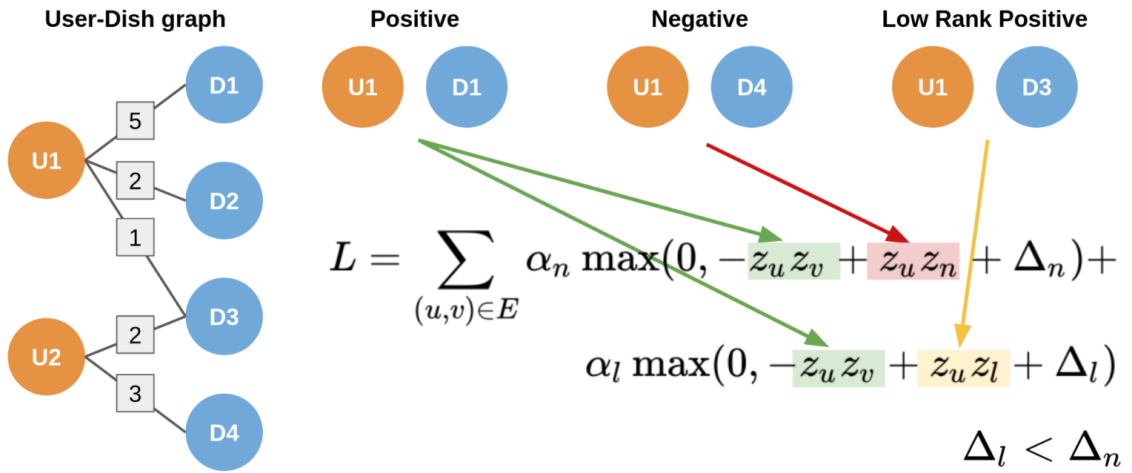 User-Dish graph
Positive
Negative
Low Rank Positive
U1
D1
U1
D4
U1
D3
D1
5
U1
2
D2
1
D3
U2
2
3
D4
L = \sum_{(u,v)∈E} α_n max(0, −z_u z_v + z_u z_n + Δ_n)+
α_l max(0, −z_u z_v + z_u z_l + Δ_l)
Δ_l < Δ_n